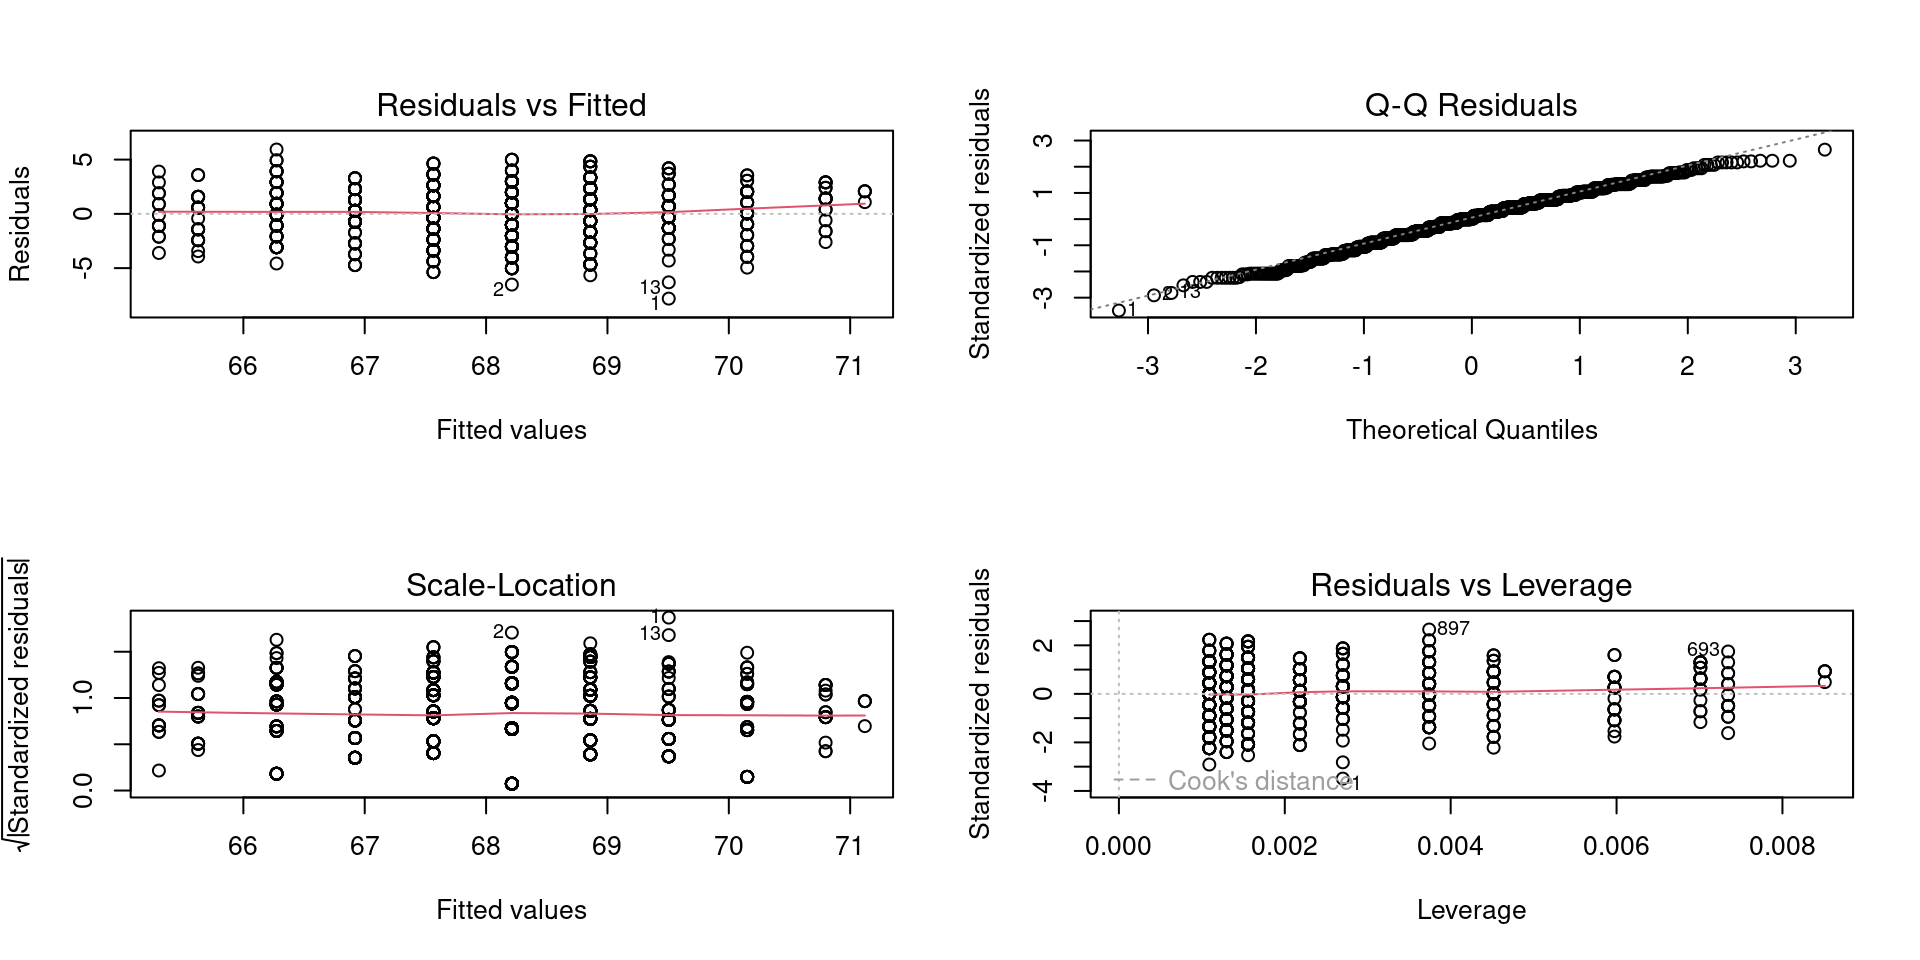 Residuals vs Fitted
Residuals
5
0
-5
2
13
1
66 67 68 69 70 71
Fitted values
Q-Q Residuals
Standardized residuals
3
1
-1
-3
1
2
13
-3 -2 -1 0 1 2 3
Theoretical Quantiles
Scale-Location
√|Standardized residuals|
1.0
0.0
1
2
13
66 67 68 69 70 71
Fitted values
Residuals vs Leverage
Standardized residuals
2
0
-2
-4
897
693
Cook's distance
1
0.000 0.002 0.004 0.006 0.008
Leverage